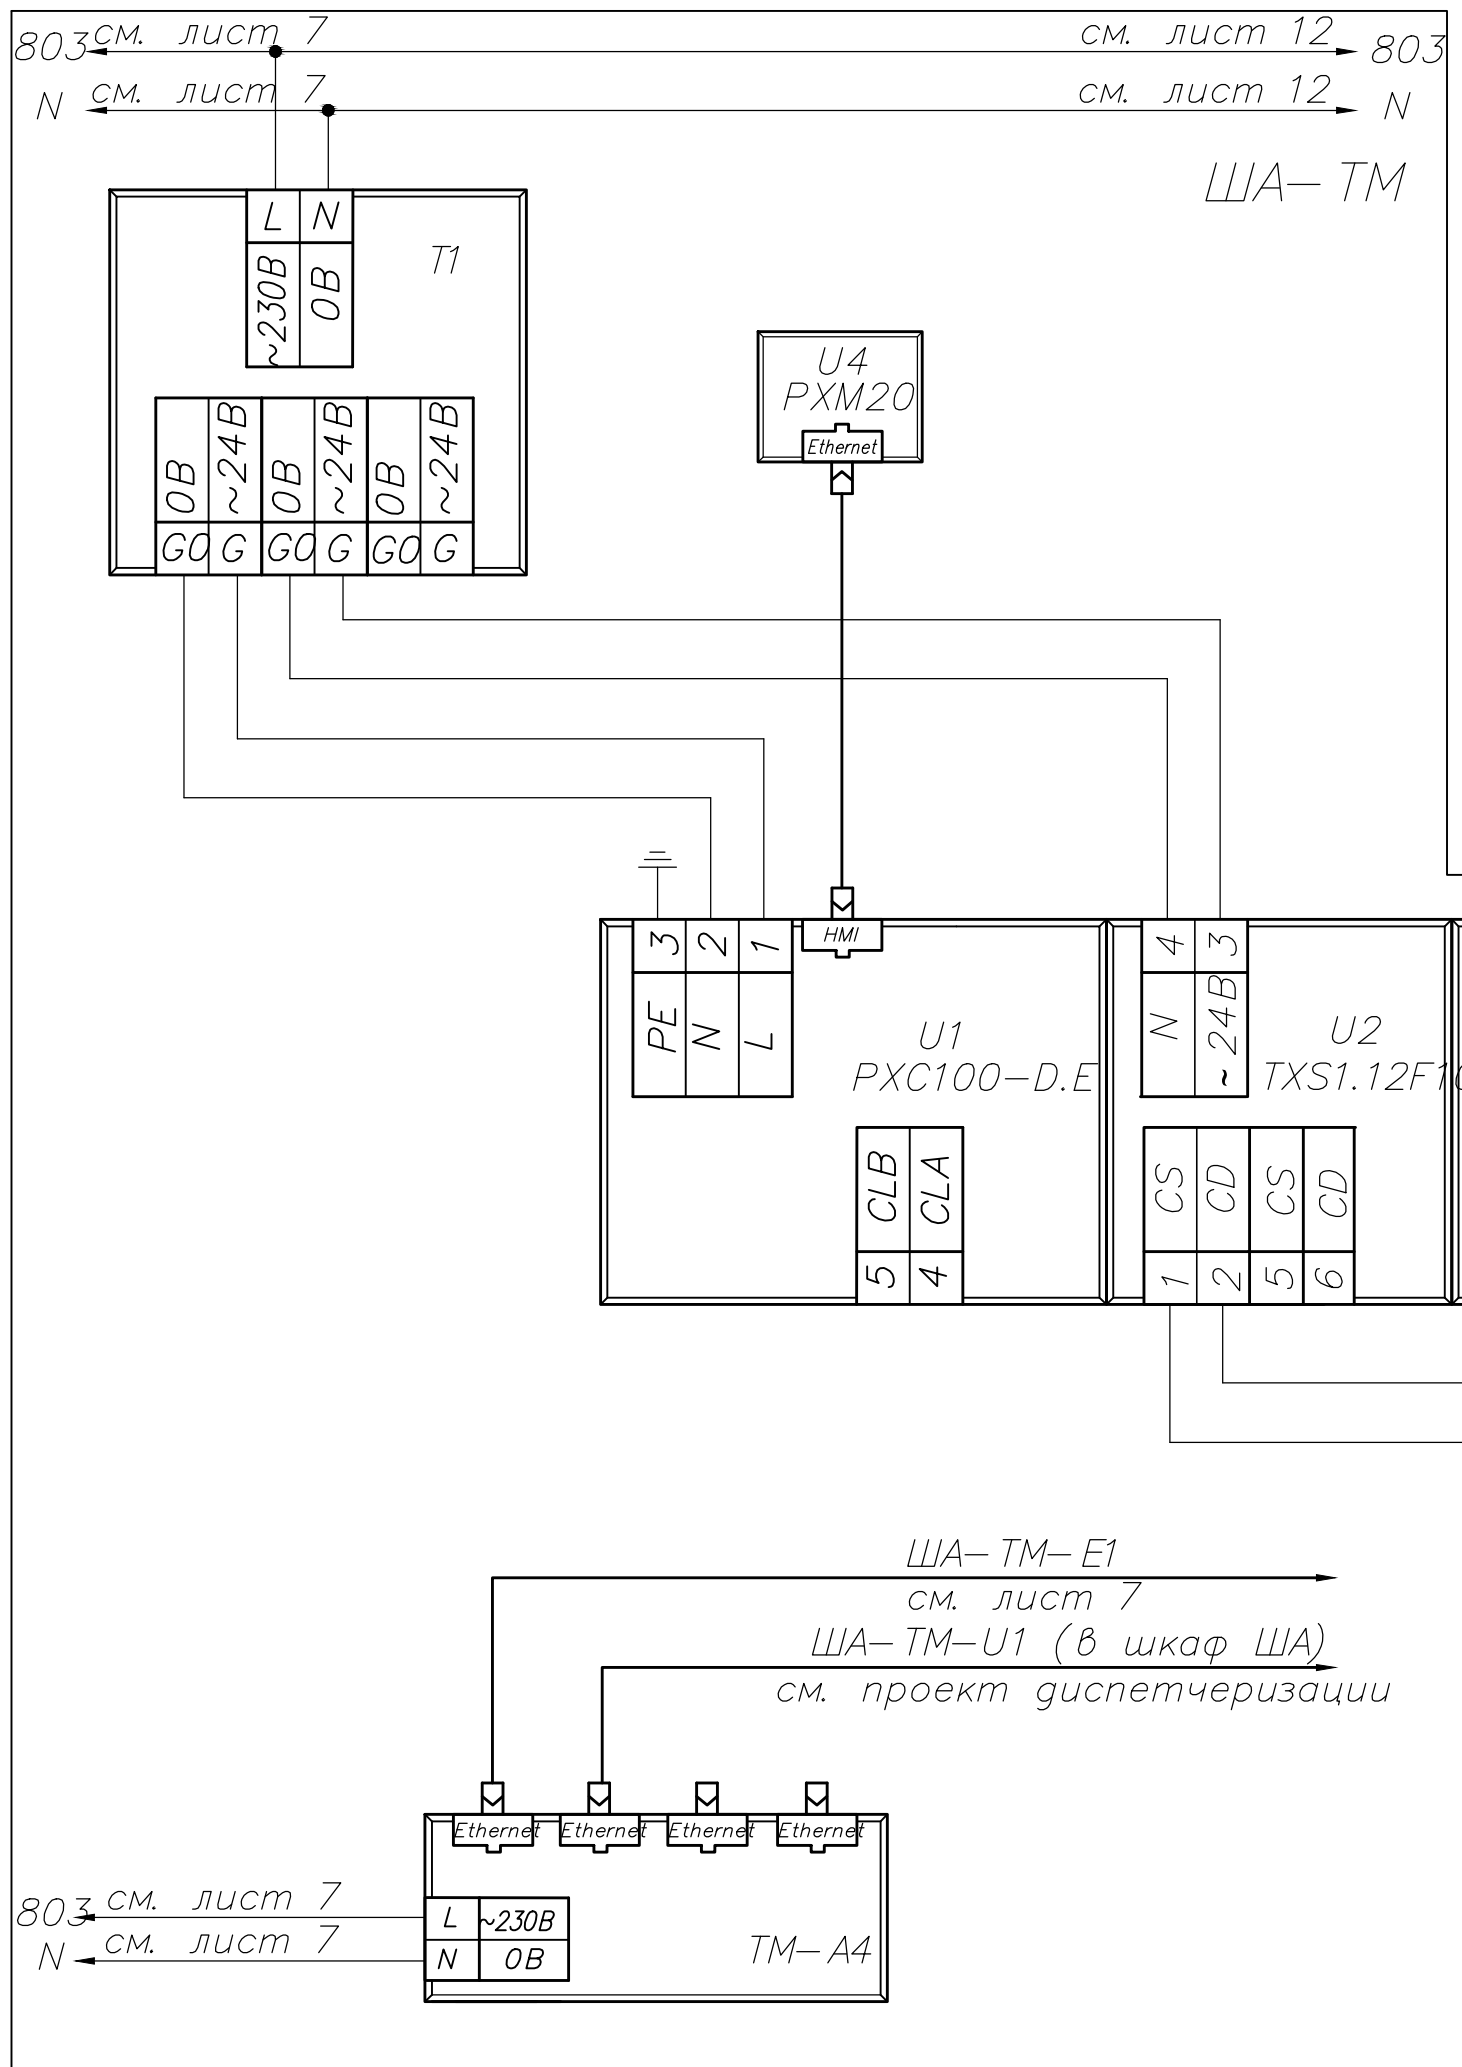 803 см. лист 7 см. лист 12 803
N см. лист 7 см. лист 12 N
ША-ТМ
L N
~230В 0В
Т1
0В ~24В 0В ~24В 0В ~24В
G0 G G0 G G0 G
U4
PXM20
Ethernet
3 2 1
PE N L
HMI
U1
PXC100-D.E
CLB CLA
5 4
4 3
N ~24В
U2
TXS1.12F10
CS CD CS CD
1 2 5 6
ША-ТМ-Е1
см. лист 7
ША-ТМ-U1 (в шкаф ША)
см. проект диспетчеризации
Ethernet Ethernet Ethernet Ethernet
803 см. лист 7
N см. лист 7
L ~230В
N 0В
ТМ-А4